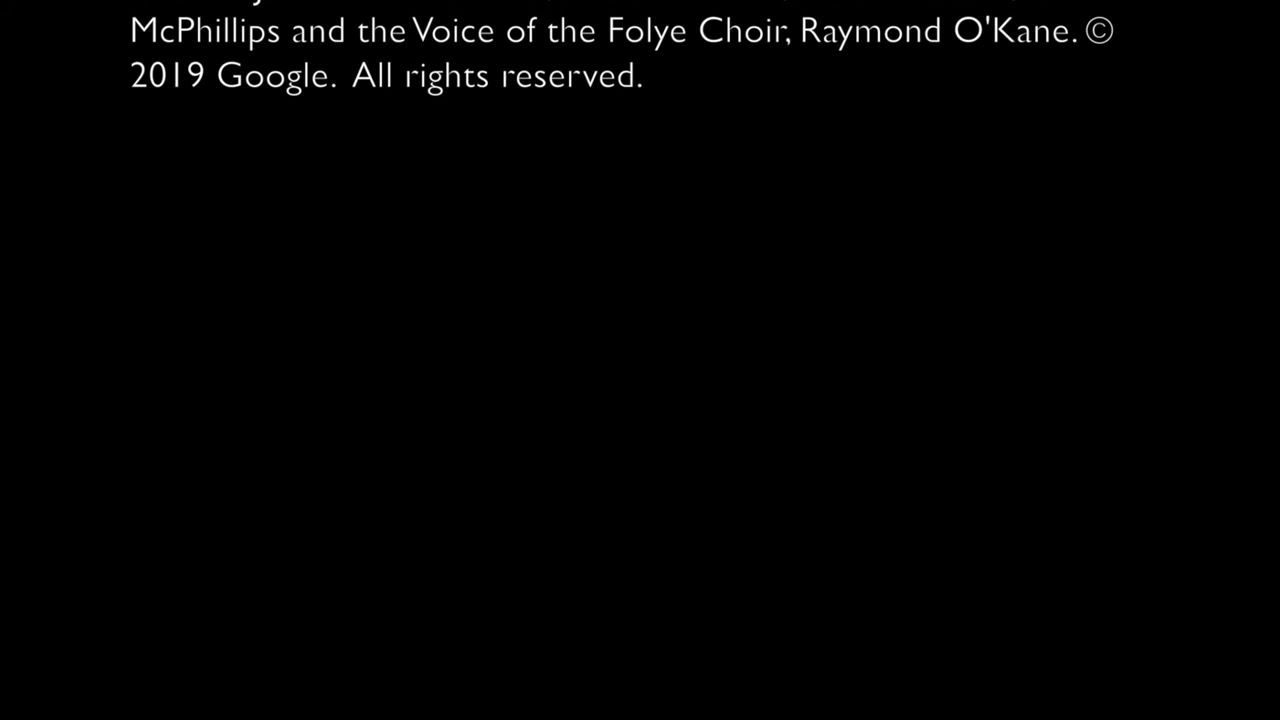 McPhillips and the Voice of the Folye Choir, Raymond O'Kane. ©
2019 Google. All rights reserved.